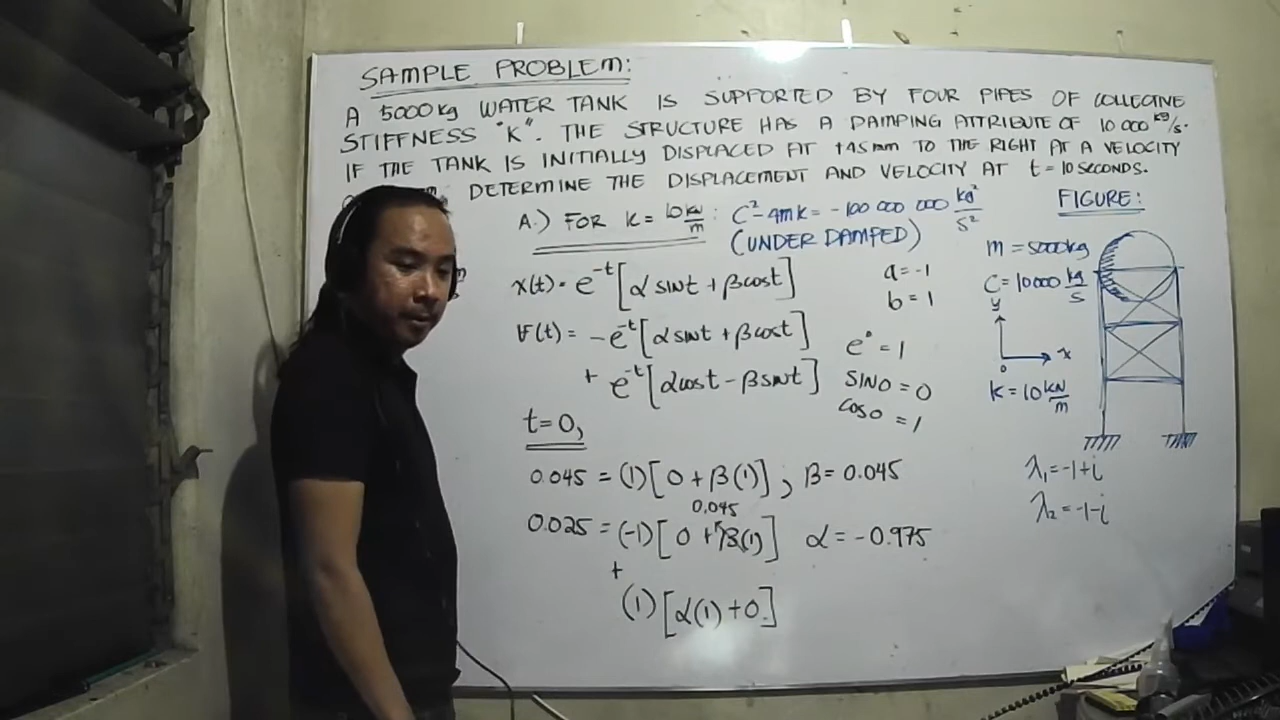 SAMPLE PROBLEM:
A 5000kg WATER TANK IS SUPPORTED BY FOUR PIPES OF COLLECTIVE
STIFFNESS "K". THE STRUCTURE HAS A DAMPING ATTRIBUTE OF 10 000 kg/s.
IF THE TANK IS INITIALLY DISPLACED AT +45mm TO THE RIGHT AT A VELOCITY
DETERMINE THE DISPLACEMENT AND VELOCITY AT t = 10 SECONDS.
A.) FOR K = 10 kN/m : C² - 4mk = -100 000 000 kg²/s²
(UNDER DAMPED)
x(t) = e^-t [α sin t + β cos t]
a = -1
b = 1
V(t) = -e^-t [α sin t + β cos t]
+ e^-t [α cos t - β sin t]
e⁰ = 1
SIN 0 = 0
COS 0 = 1
t=0,
0.045 = (1)[0 + β(1)] ; β = 0.045
0.045
0.025 = (-1)[0 + β(1)] α = -0.975
+
(1)[α(1) + 0]
FIGURE:
m = 5000kg
C = 10000 kg/s
y
x
0
K = 10 kN/m
λ₁ = -1+i
λ₂ = -1-i